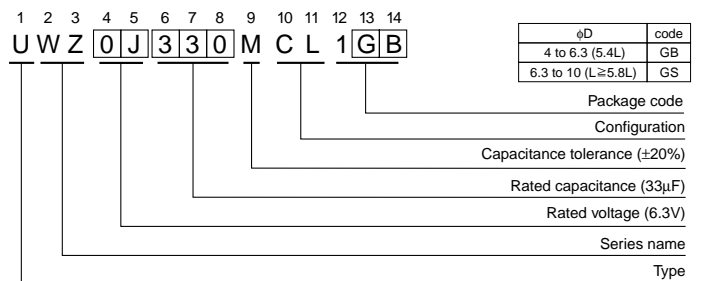 1 2 3 4 5 6 7 8 9 10 11 12 13 14
U W Z 0 J 3 3 0 M C L 1 G B
ϕD code
4 to 6.3 (5.4L) GB
6.3 to 10 (L≧5.8L) GS
Package code
Configuration
Capacitance tolerance (±20%)
Rated capacitance (33μF)
Rated voltage (6.3V)
Series name
Type